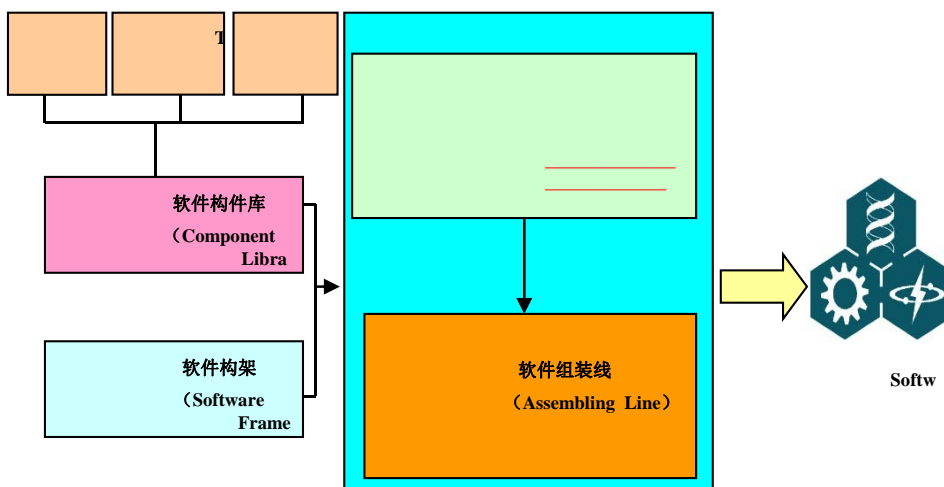 T
软件构件库
（Component
Libra
软件构架
（Software
Frame
软件组装线
（Assembling Line）
Softw